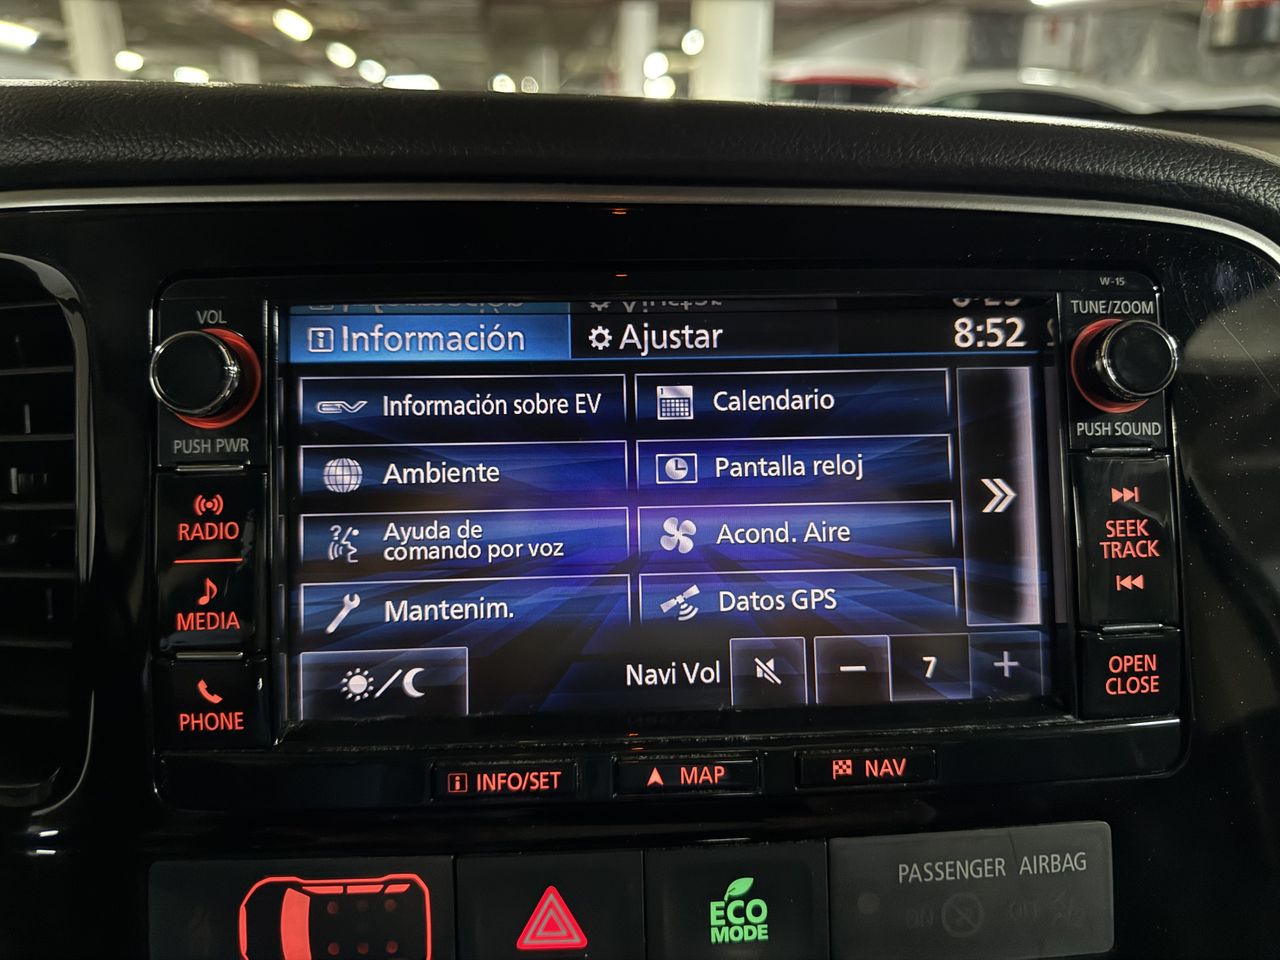 W-15
VOL
TUNE/ZOOM
Información
Ajustar
8:52
PUSH PWR
PUSH SOUND
Información sobre EV
Calendario
Ambiente
Pantalla reloj
Ayuda de
comando por voz
Acond. Aire
Mantenim.
Datos GPS
Navi Vol
7
RADIO
MEDIA
PHONE
SEEK
TRACK
OPEN
CLOSE
INFO/SET
MAP
NAV
ECO
MODE
PASSENGER AIRBAG
ON
OFF